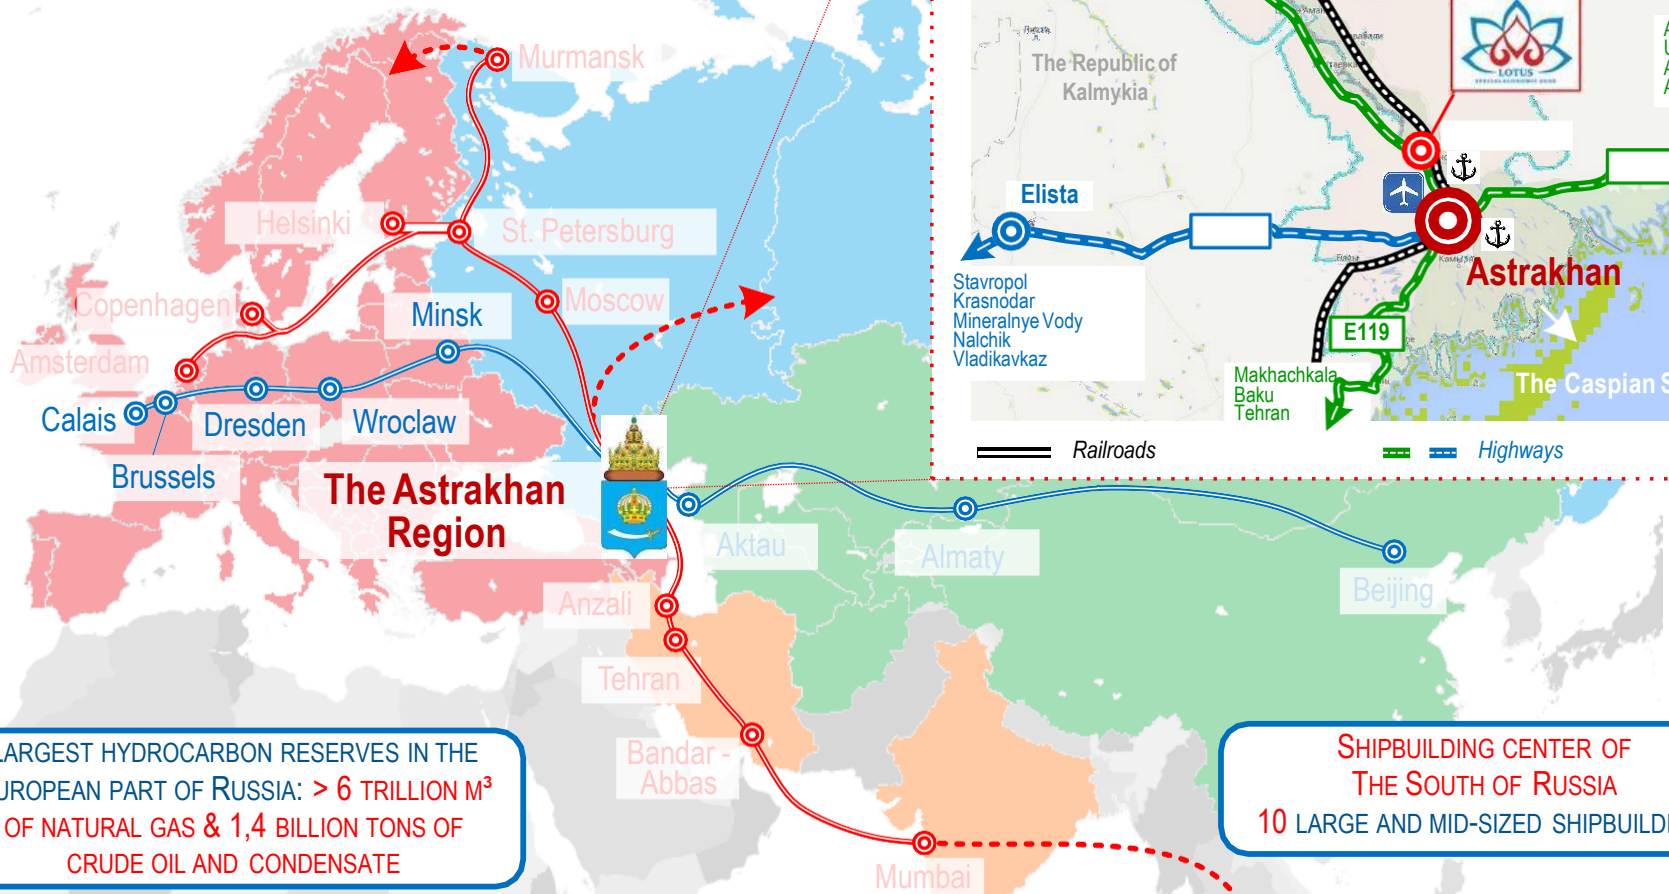 Murmansk
Helsinki
St. Petersburg
Copenhagen
Moscow
Minsk
Amsterdam
Calais
Dresden
Wroclaw
Brussels
The Astrakhan
Region
Aktau
Almaty
Beijing
Anzali
Tehran
Bandar -
Abbas
Mumbai
The Republic of
Kalmykia
LOTUS
SPECIAL ECONOMIC ZONE
Elista
Stavropol
Krasnodar
Mineralnye Vody
Nalchik
Vladikavkaz
Astrakhan
E119
Makhachkala
Baku
Tehran
The Caspian S
Railroads
Highways
LARGEST HYDROCARBON RESERVES IN THE
UROPEAN PART OF RUSSIA: > 6 TRILLION M³
OF NATURAL GAS & 1,4 BILLION TONS OF
CRUDE OIL AND CONDENSATE
SHIPBUILDING CENTER OF
THE SOUTH OF RUSSIA
10 LARGE AND MID-SIZED SHIPBUILD